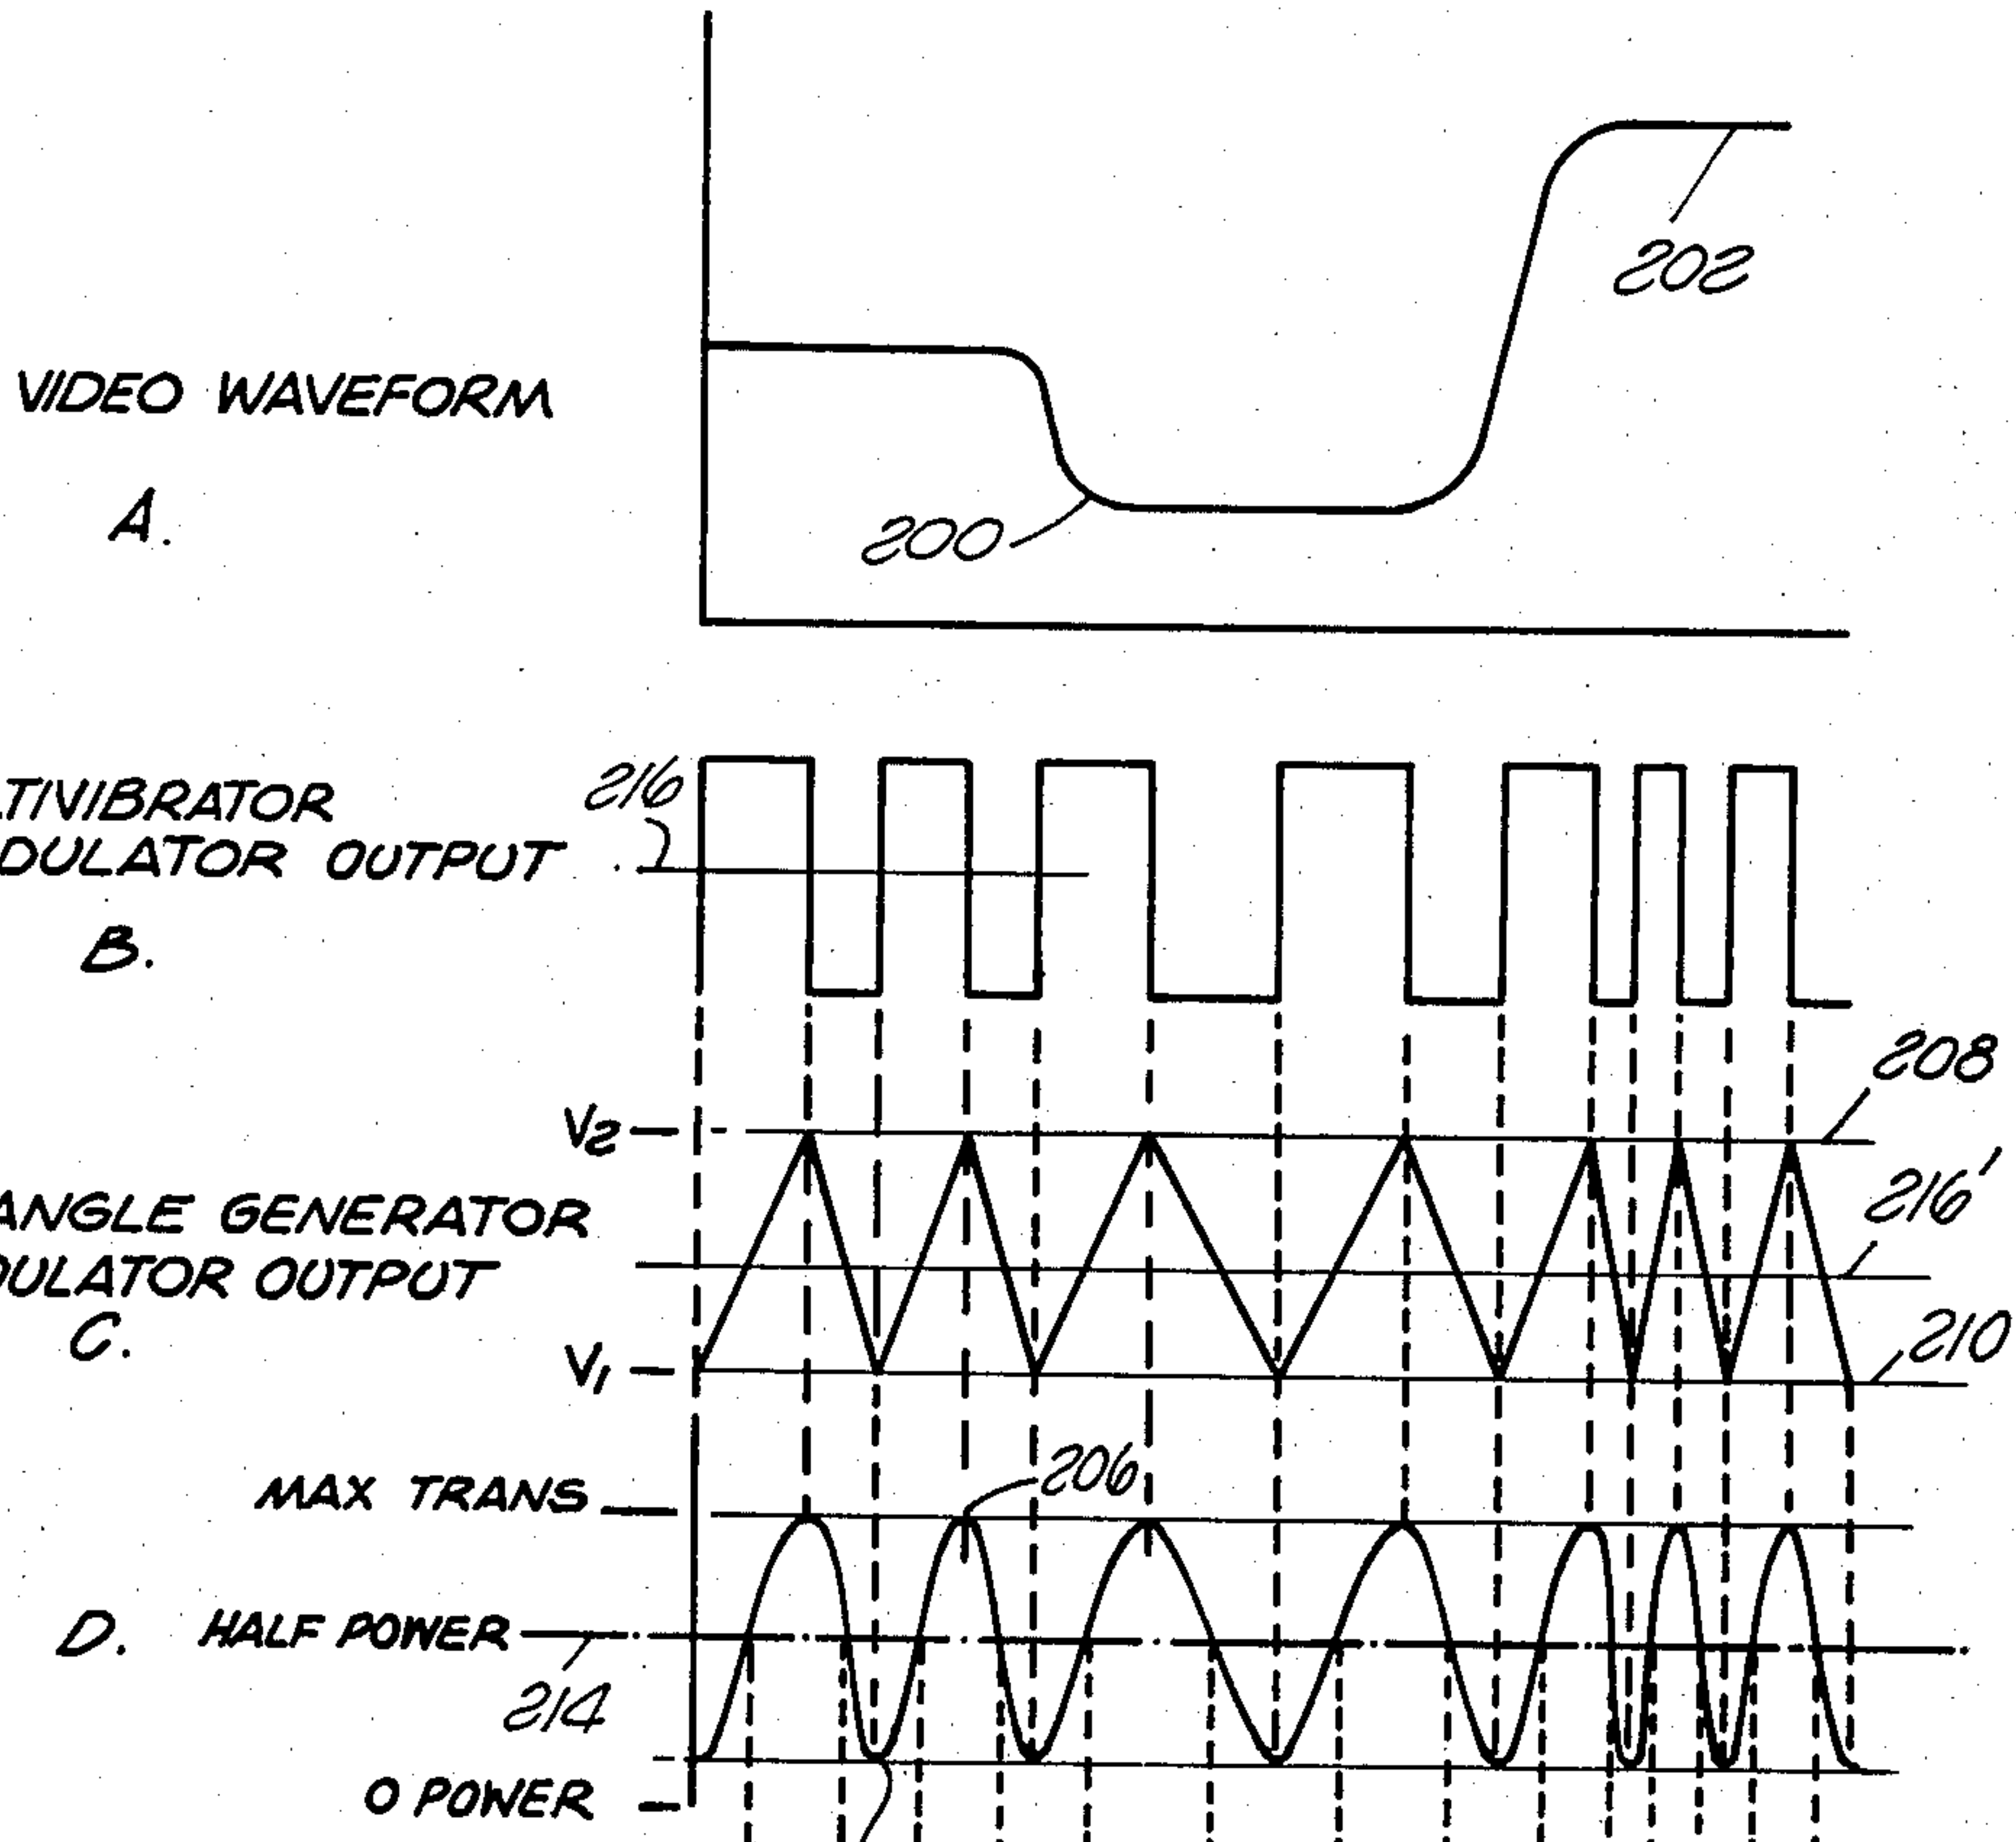 202
VIDEO WAVEFORM
A.
200
216
TIVIBRATOR
DULATOR OUTPUT
B.
208
V2
216'
ANGLE GENERATOR
DULATOR OUTPUT
C.
210
V1
206
MAX TRANS
D. HALF POWER
214
O POWER